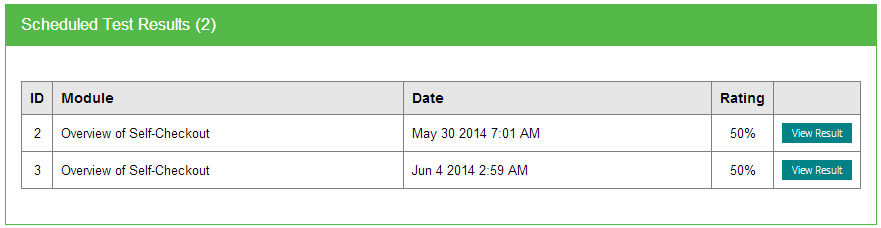 Scheduled Test Results (2)
ID Module Date Rating
2 Overview of Self-Checkout May 30 2014 7:01 AM 50% View Result
3 Overview of Self-Checkout Jun 4 2014 2:59 AM 50% View Result